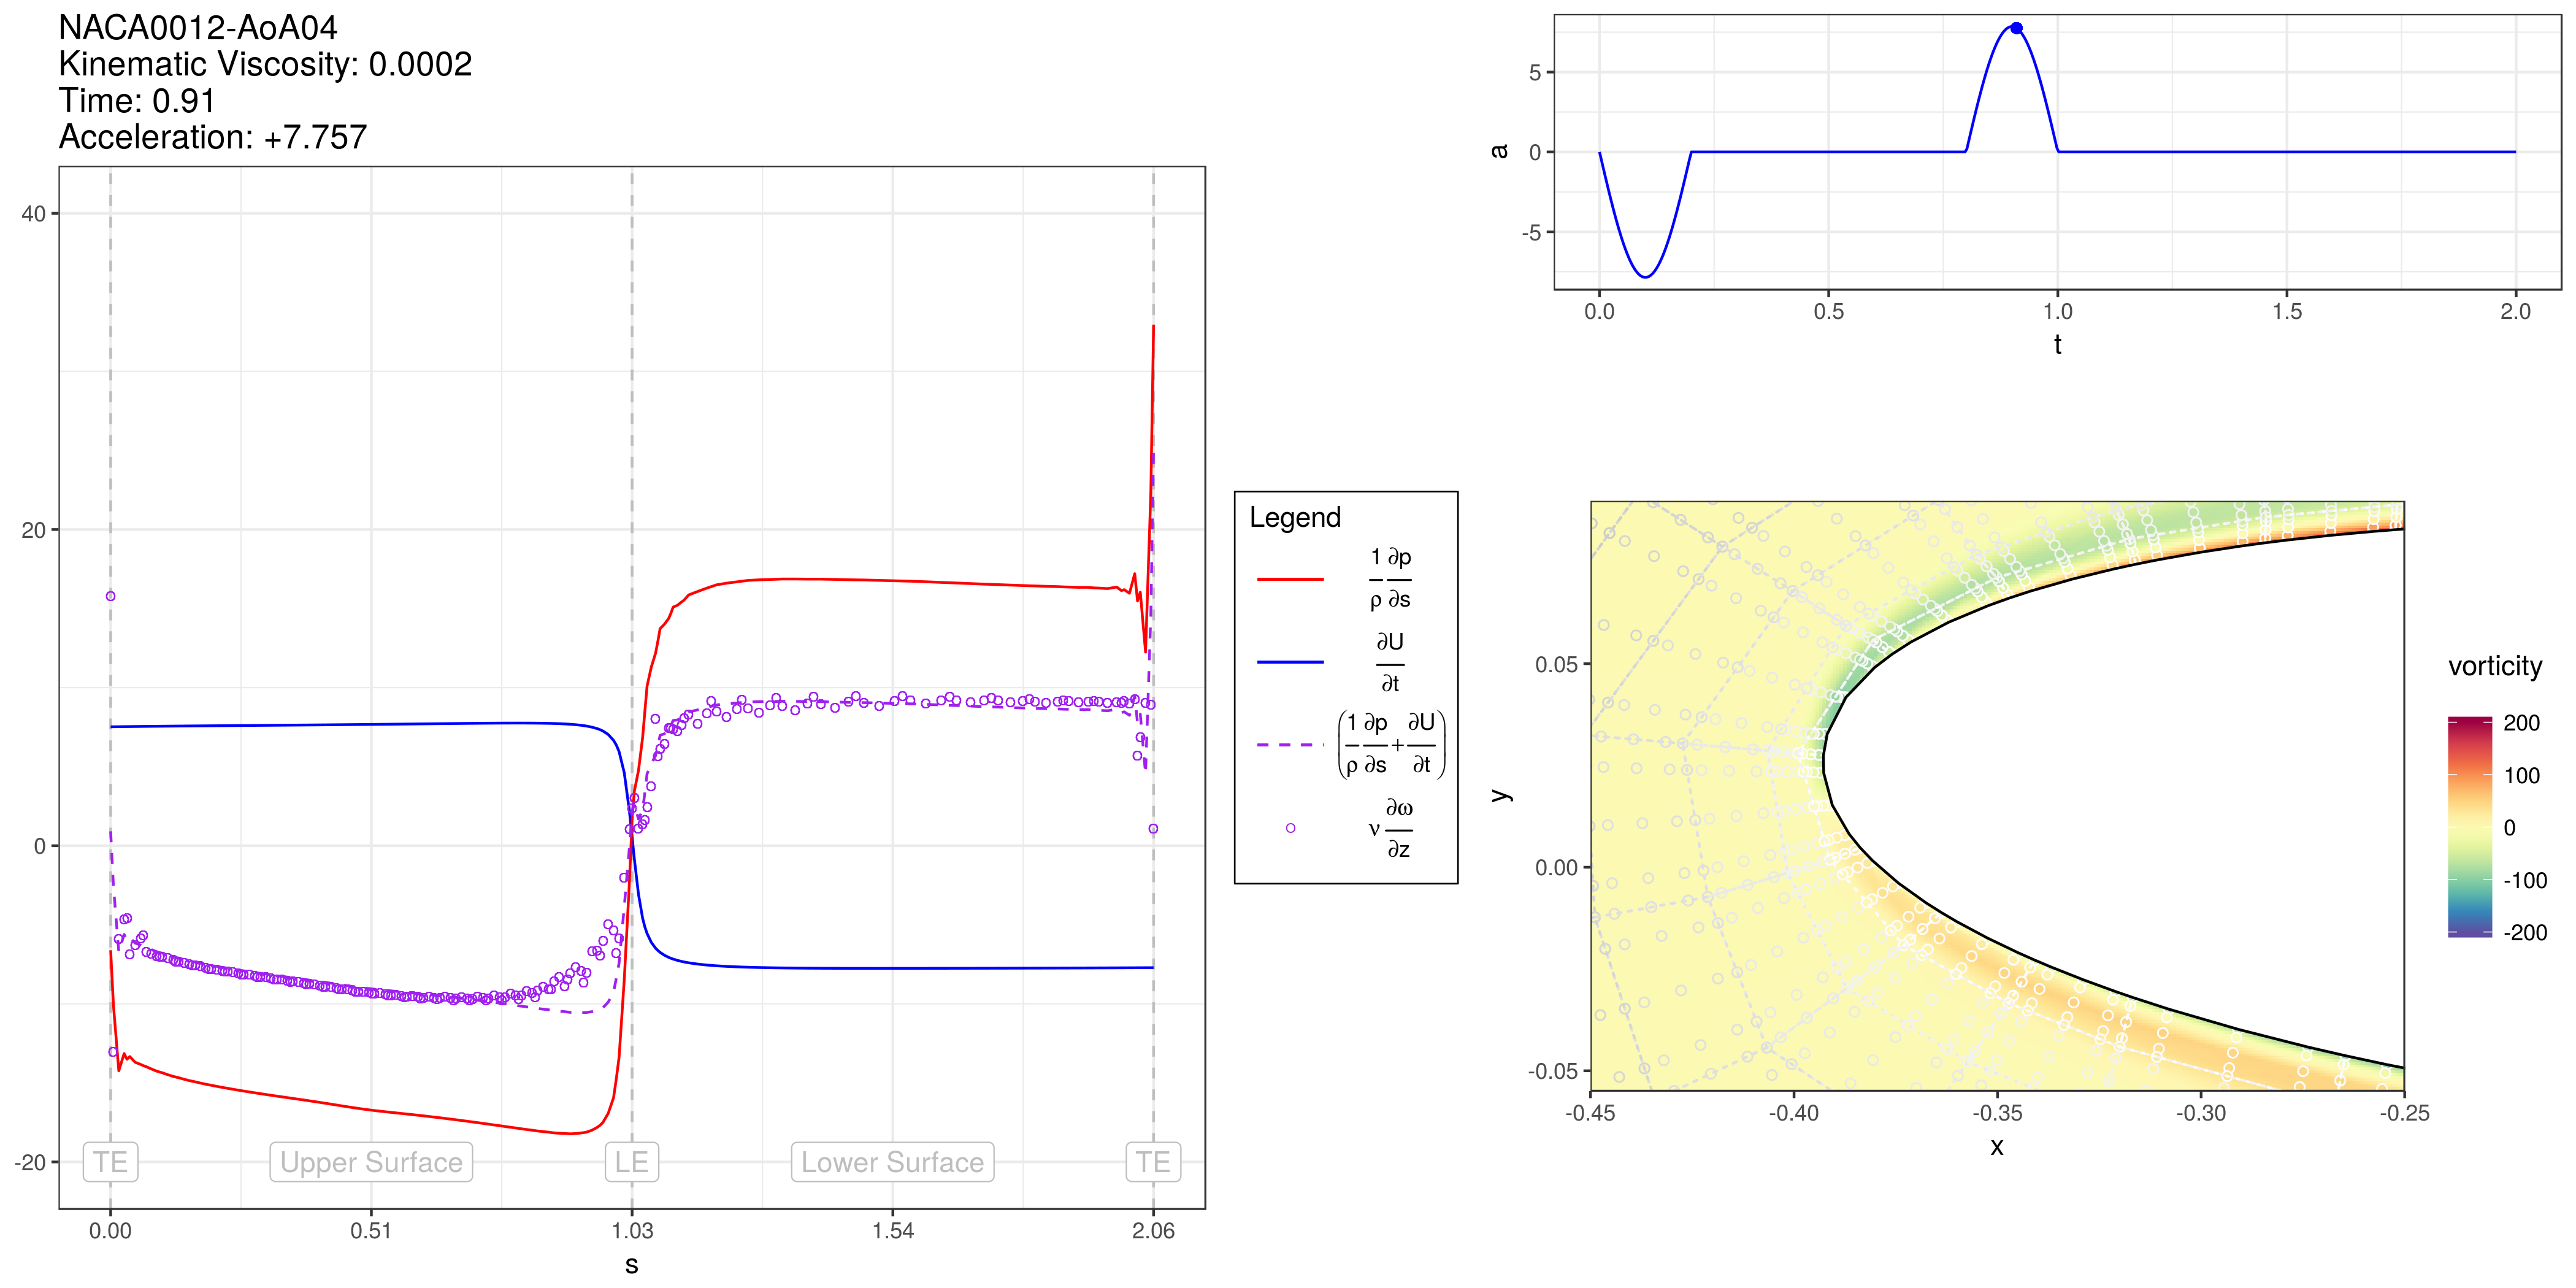 NACA0012-AoA04
Kinematic Viscosity: 0.0002
Time: 0.91
Acceleration: +7.757
40
20
0
-20
TE
Upper Surface
LE
Lower Surface
TE
0.00
0.51
1.03
1.54
2.06
s
Legend
1 ∂p
ρ ∂s
∂U
∂t
(1 ∂p + ∂U)
(ρ ∂s ∂t)
ν ∂ω
∂z
a
5
0
-5
0.0
0.5
1.0
1.5
2.0
t
y
0.05
0.00
-0.05
-0.45
-0.40
-0.35
-0.30
-0.25
x
vorticity
200
100
0
-100
-200